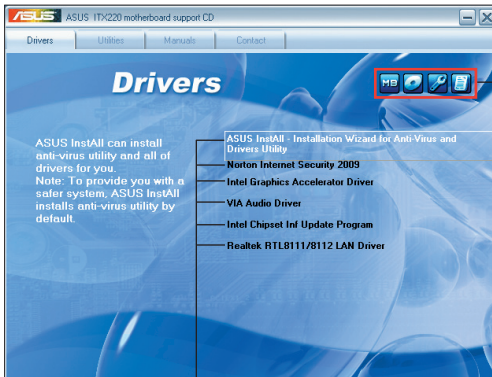 ASUS ASUS ITX220 motherboard support CD
Drivers Utilities Manuals Contact
Drivers
MB
ASUS InstAll can install
anti-virus utility and all of
drivers for you.
Note: To provide you with a
safer system, ASUS InstAll
installs anti-virus utility by
default.
ASUS InstAll - Installation Wizard for Anti-Virus and
Drivers Utility
Norton Internet Security 2009
Intel Graphics Accelerator Driver
VIA Audio Driver
Intel Chipset Inf Update Program
Realtek RTL8111/8112 LAN Driver